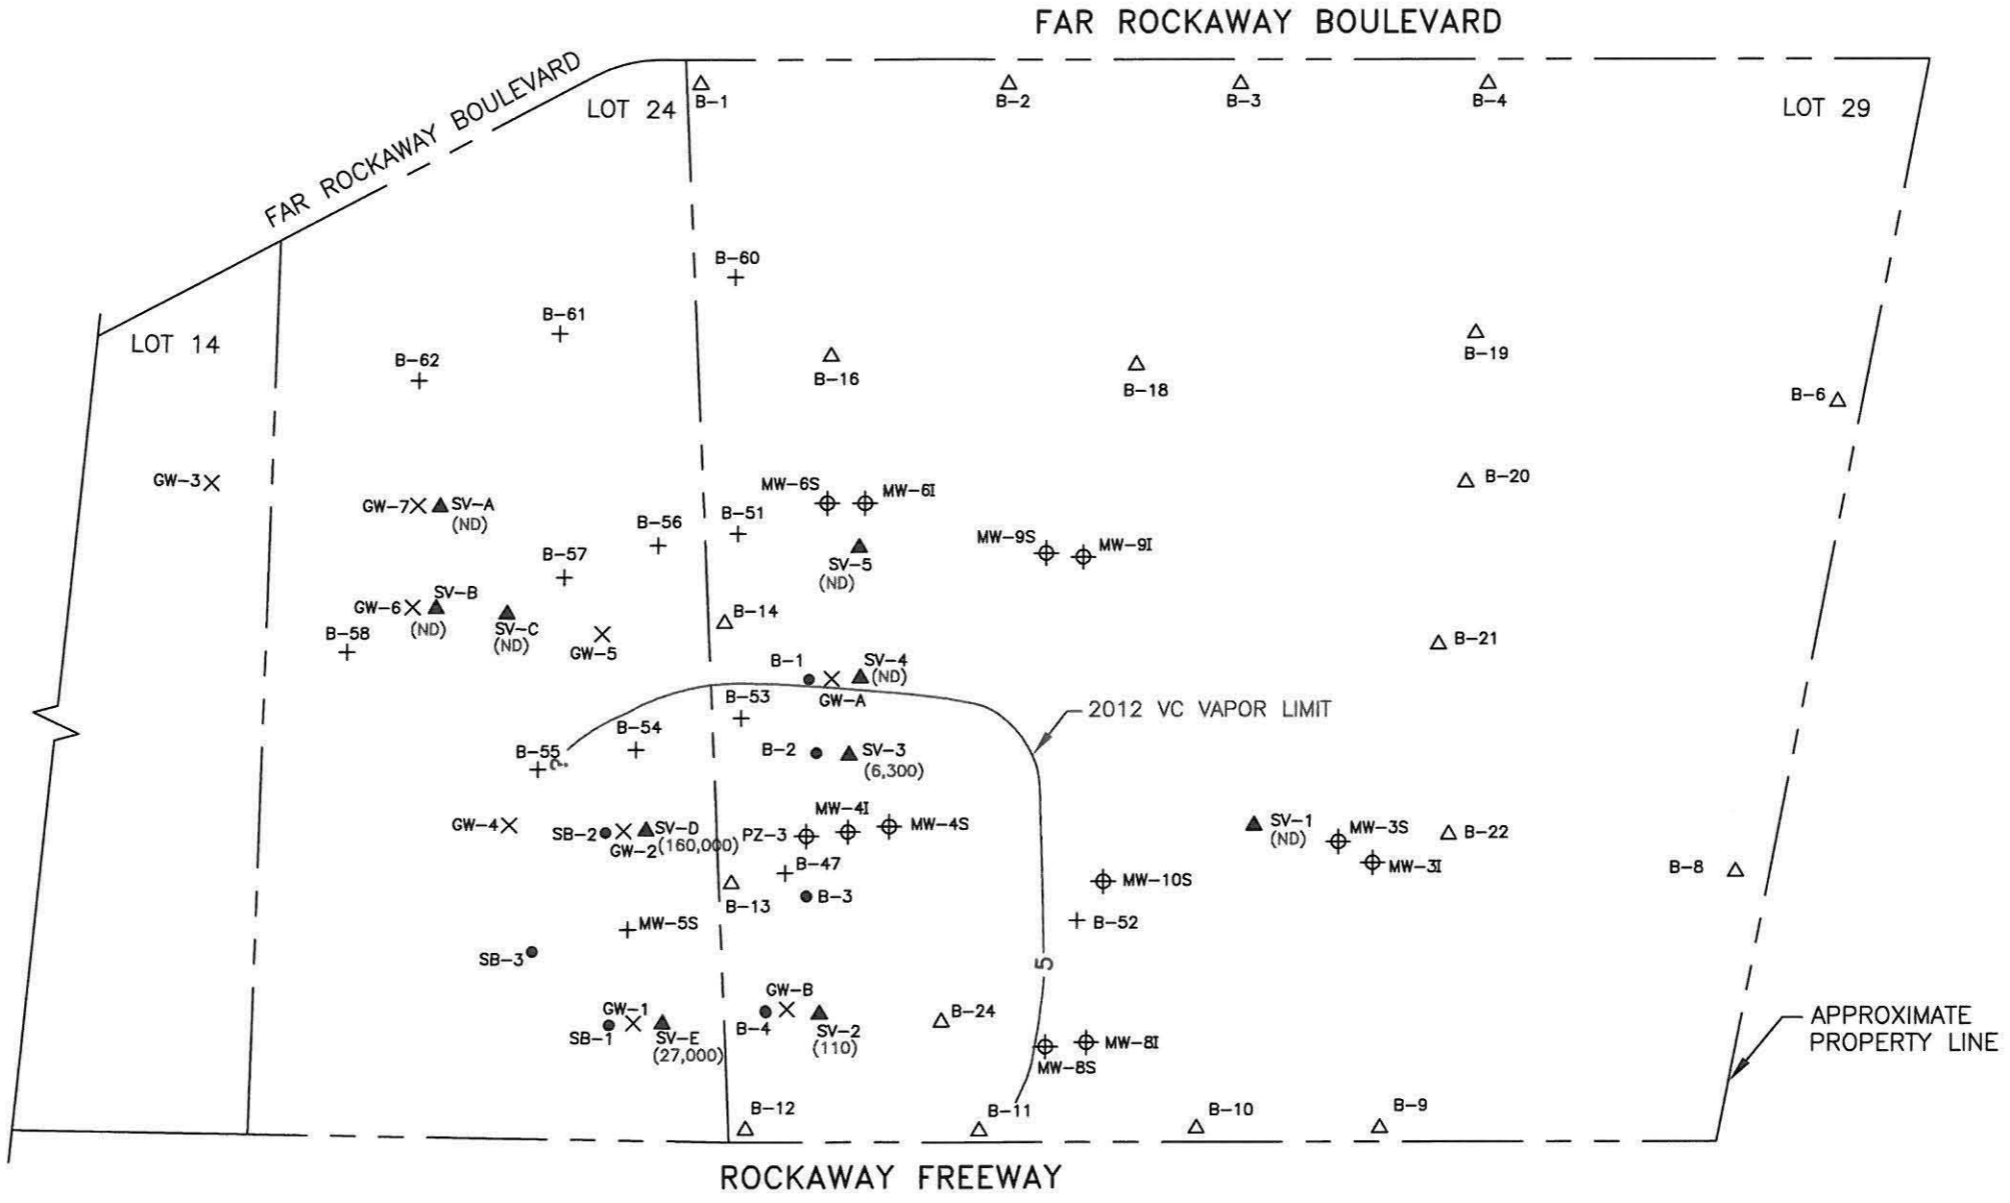 FAR ROCKAWAY BOULEVARD
FAR ROCKAWAY BOULEVARD
LOT 24
B-1
B-2
B-3
B-4
LOT 29
B-60
B-61
LOT 14
B-62
B-16
B-18
B-19
B-6
GW-3
GW-7
SV-A
(ND)
B-56
B-51
MW-6S
MW-6I
SV-5
(ND)
MW-9S
MW-9I
B-20
B-57
GW-6
SV-B
(ND)
SV-C
(ND)
B-58
GW-5
B-14
B-21
B-1
SV-4
(ND)
GW-A
B-53
2012 VC VAPOR LIMIT
B-54
B-55
B-2
SV-3
(6,300)
GW-4
SB-2
GW-2
SV-D
(160,000)
PZ-3
MW-4I
MW-4S
SV-1
(ND)
MW-3S
MW-3I
B-22
B-8
B-47
B-13
B-3
MW-10S
B-52
MW-5S
SB-3
5
GW-1
SB-1
SV-E
(27,000)
GW-B
B-4
SV-2
(110)
B-24
MW-8I
MW-8S
APPROXIMATE
PROPERTY LINE
B-12
B-11
B-10
B-9
ROCKAWAY FREEWAY